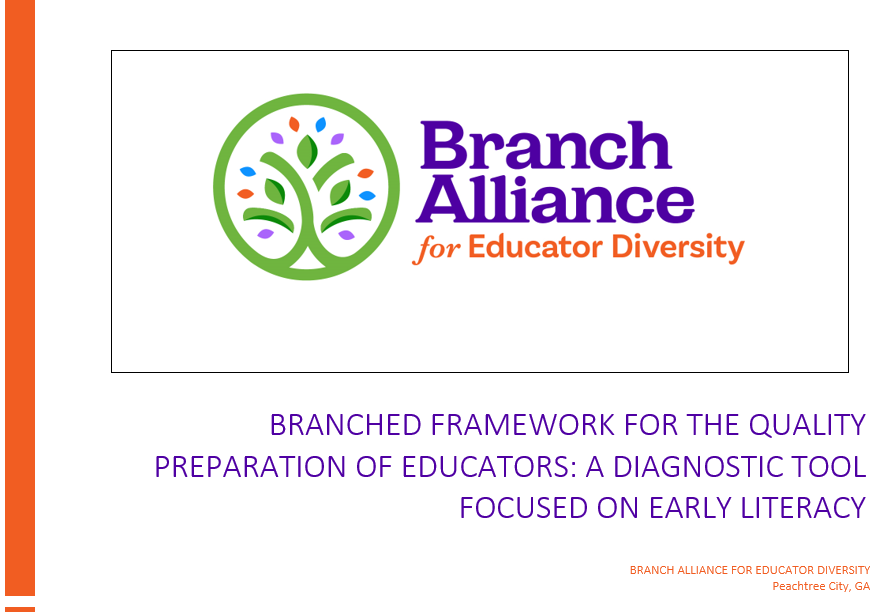 Branch
Alliance
for Educator Diversity
BRANCHED FRAMEWORK FOR THE QUALITY
PREPARATION OF EDUCATORS: A DIAGNOSTIC TOOL
FOCUSED ON EARLY LITERACY
BRANCH ALLIANCE FOR EDUCATOR DIVERSITY
Peachtree City, GA